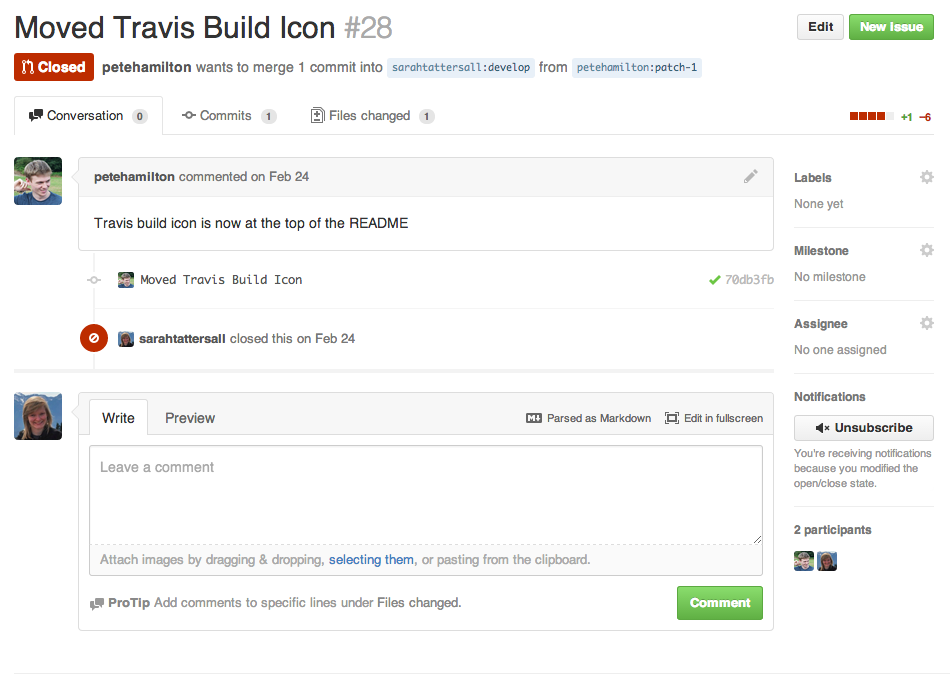 Moved Travis Build Icon #28
Edit
New Issue
Closed petehamilton wants to merge 1 commit into sarahtattersall:develop from petehamilton:patch-1
Conversation 0 Commits 1 Files changed 1
+1 −6
petehamilton commented on Feb 24
Travis build icon is now at the top of the README
Moved Travis Build Icon 70db3fb
sarahtattersall closed this on Feb 24
Write Preview Parsed as Markdown Edit in fullscreen
Leave a comment
Attach images by dragging & dropping, selecting them, or pasting from the clipboard.
ProTip Add comments to specific lines under Files changed.
Comment
Labels
None yet
Milestone
No milestone
Assignee
No one assigned
Notifications
Unsubscribe
You're receiving notifications
because you modified the
open/close state.
2 participants